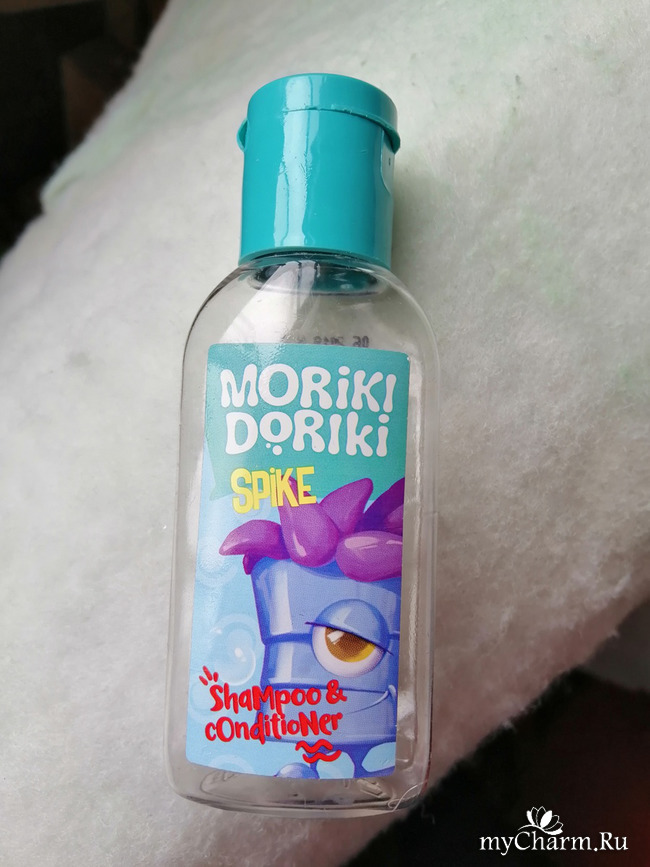 MORiKI
DORIKi
SPiKE
ShaMpoo &
cOnditioNer
myCharm.Ru